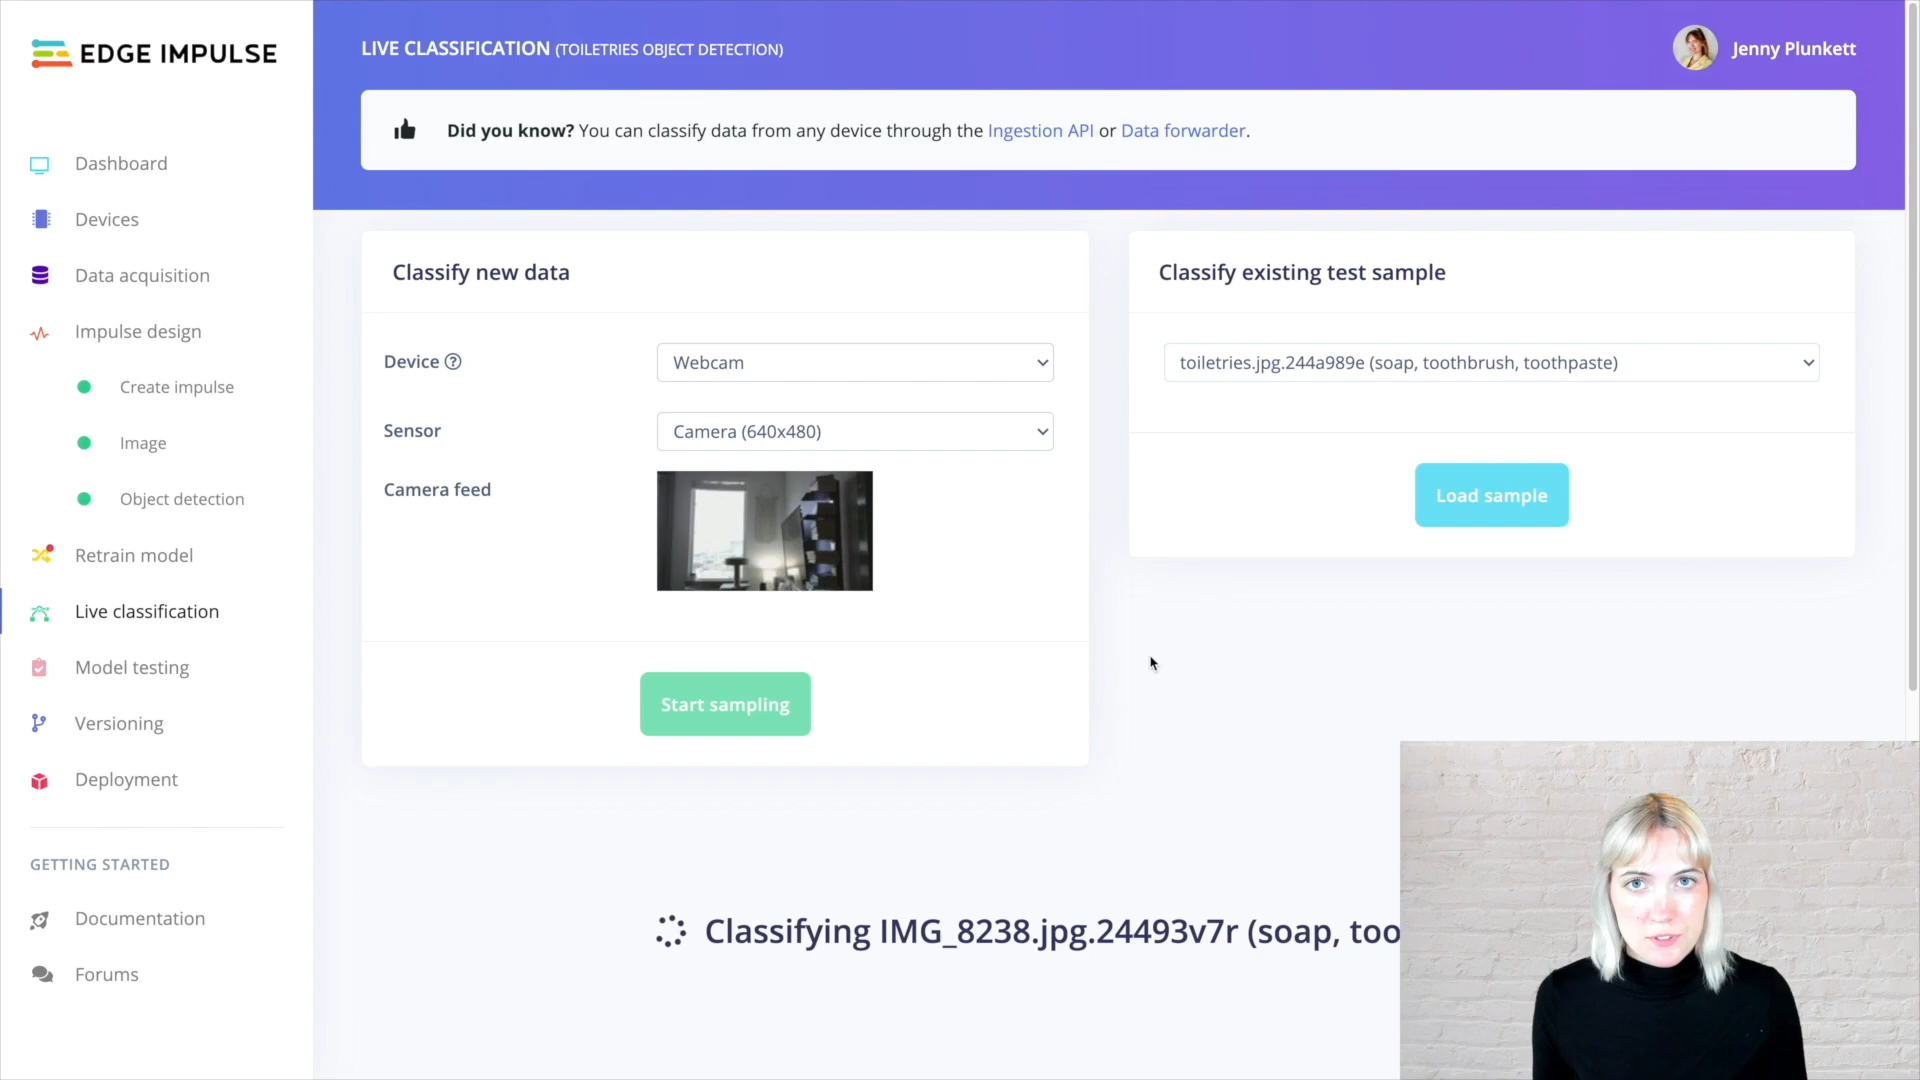 EDGE IMPULSE
Dashboard
Devices
Data acquisition
Impulse design
Create impulse
Image
Object detection
Retrain model
Live classification
Model testing
Versioning
Deployment
GETTING STARTED
Documentation
Forums
LIVE CLASSIFICATION (TOILETRIES OBJECT DETECTION)
Jenny Plunkett
Did you know? You can classify data from any device through the Ingestion API or Data forwarder.
Classify new data
Device ?
Webcam
Sensor
Camera (640x480)
Camera feed
Start sampling
Classify existing test sample
toiletries.jpg.244a989e (soap, toothbrush, toothpaste)
Load sample
Classifying IMG_8238.jpg.24493v7r (soap, too